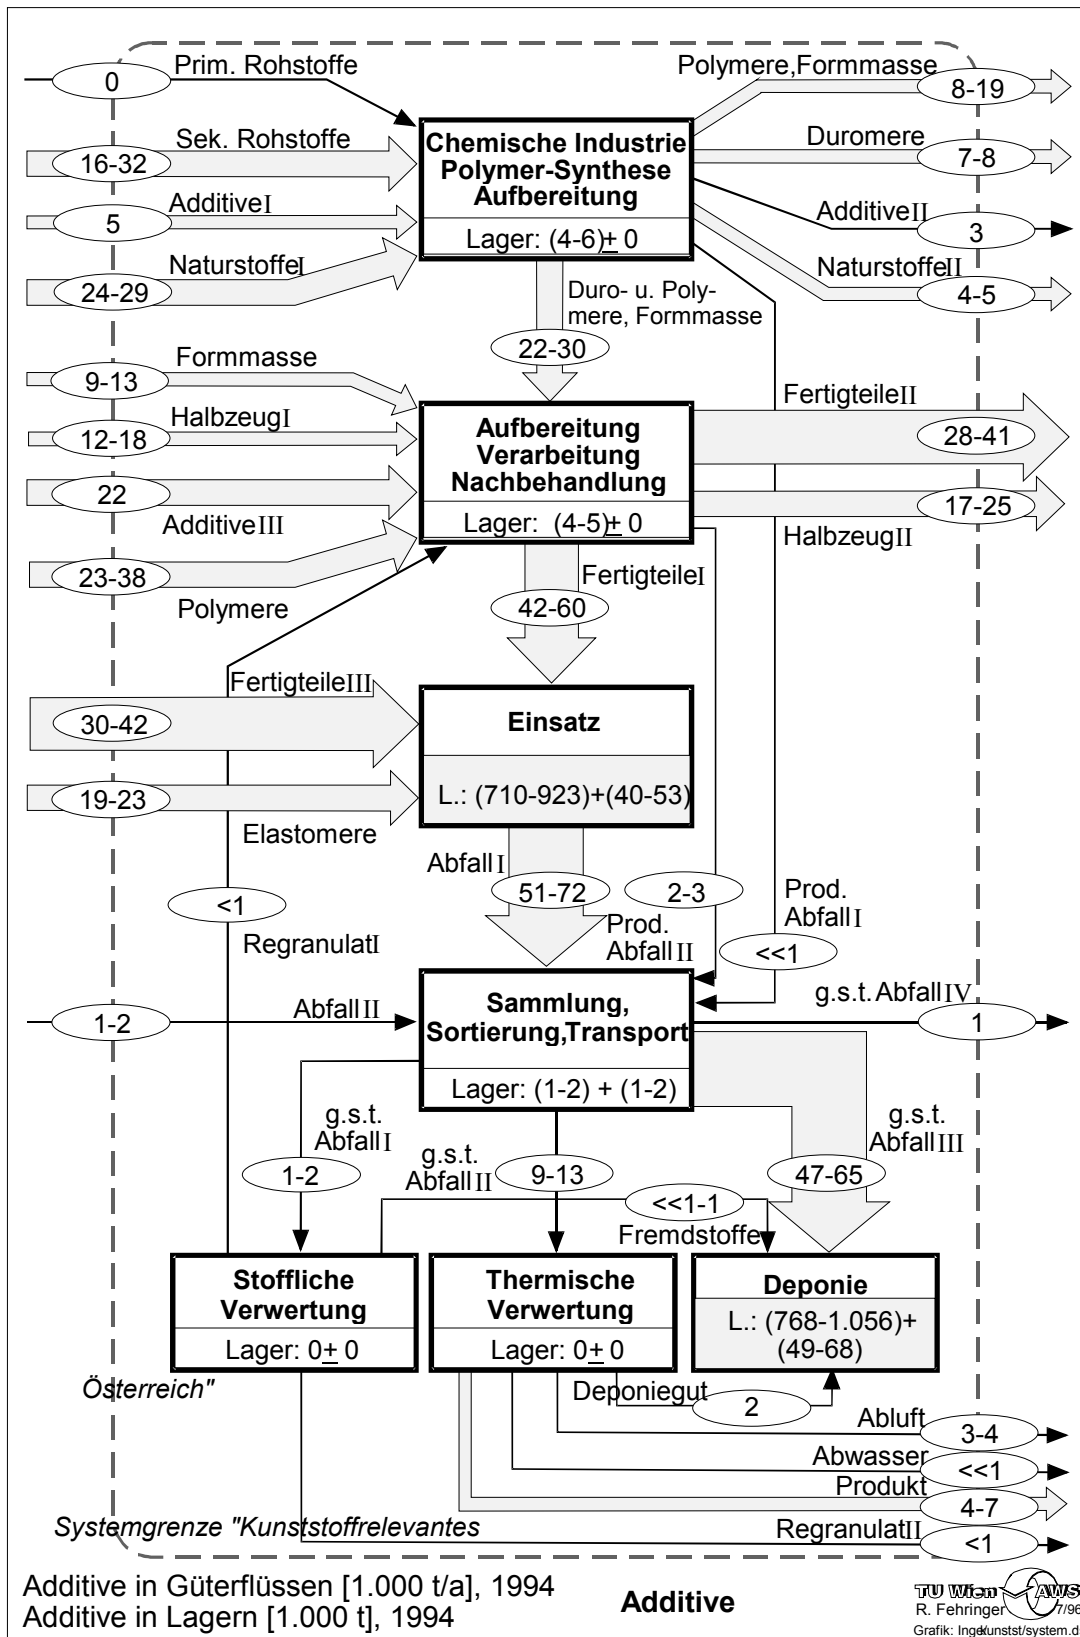 Prim. Rohstoffe
0
Polymere,Formmasse
8-19
Sek. Rohstoffe
16-32
Chemische Industrie
Polymer-Synthese
Aufbereitung
Lager: (4-6)± 0
Duromere
7-8
Additive I
5
Additive II
3
Naturstoffe I
24-29
Naturstoffe II
4-5
Duro- u. Poly-
mere, Formmasse
22-30
Formmasse
9-13
Halbzeug I
12-18
22
Additive III
23-38
Polymere
Aufbereitung
Verarbeitung
Nachbehandlung
Lager: (4-5)± 0
Fertigteile II
28-41
17-25
Halbzeug II
Fertigteile I
42-60
Fertigteile III
30-42
19-23
Elastomere
Einsatz
L.: (710-923)+(40-53)
Abfall I
51-72
2-3
Prod.
Abfall I
<<1
Prod.
Abfall II
<1
Regranulat I
Abfall II
1-2
Sammlung,
Sortierung,Transport
Lager: (1-2) + (1-2)
g.s.t. Abfall IV
1
g.s.t.
Abfall I
1-2
g.s.t.
Abfall II
9-13
g.s.t.
Abfall III
47-65
<<1-1
Fremdstoffe
Stoffliche
Verwertung
Lager: 0± 0
Thermische
Verwertung
Lager: 0± 0
Deponie
L.: (768-1.056)+
(49-68)
Österreich"
Deponiegut
2
Abluft
3-4
Abwasser
<<1
Produkt
4-7
Systemgrenze "Kunststoffrelevantes
Regranulat II
<1
Additive in Güterflüssen [1.000 t/a], 1994
Additive in Lagern [1.000 t], 1994
Additive
TU Wien AWS
R. Fehringer 7/96
Grafik: Inge
kunstst/system.d